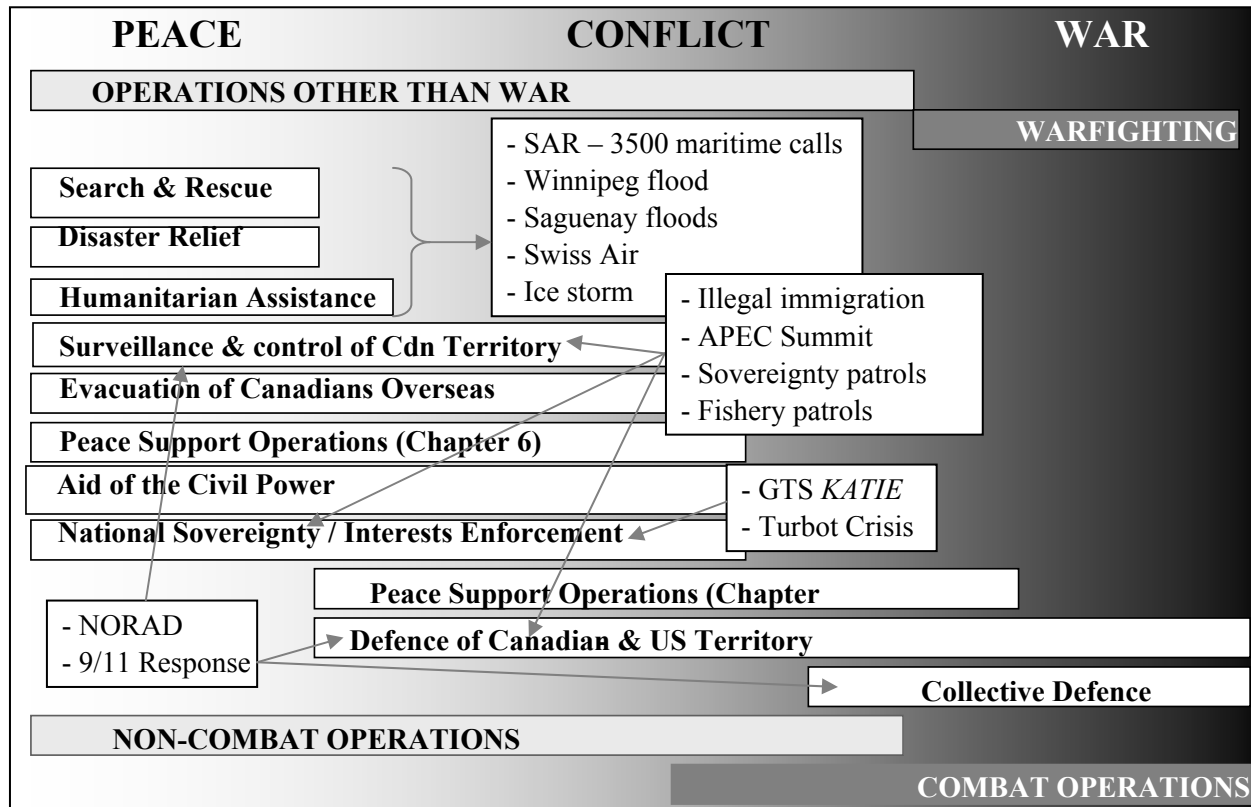 PEACE CONFLICT WAR
OPERATIONS OTHER THAN WAR
WARFIGHTING
- SAR – 3500 maritime calls
- Winnipeg flood
- Saguenay floods
- Swiss Air
- Ice storm
Search & Rescue
Disaster Relief
Humanitarian Assistance
- Illegal immigration
- APEC Summit
- Sovereignty patrols
- Fishery patrols
Surveillance & control of Cdn Territory
Evacuation of Canadians Overseas
Peace Support Operations (Chapter 6)
Aid of the Civil Power
- GTS KATIE
- Turbot Crisis
National Sovereignty / Interests Enforcement
Peace Support Operations (Chapter
- NORAD
- 9/11 Response
Defence of Canadian & US Territory
Collective Defence
NON-COMBAT OPERATIONS
COMBAT OPERATIONS